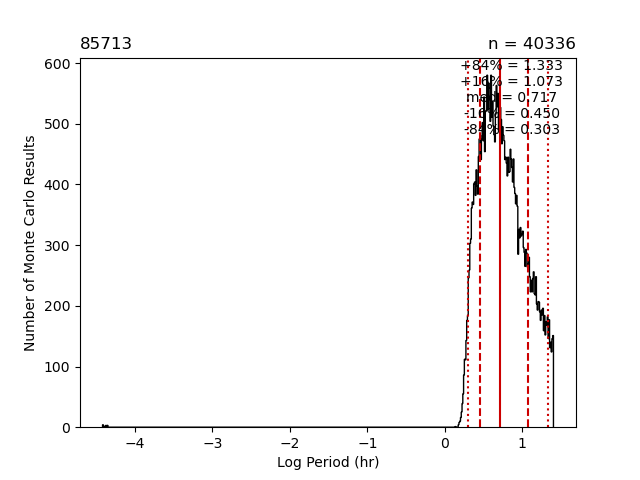 85713
n = 40336
+84% = 1.333
+16% = 1.073
med = 0.717
-16% = 0.450
-84% = 0.303
Number of Monte Carlo Results
600
500
400
300
200
100
0
−4
−3
−2
−1
0
1
Log Period (hr)